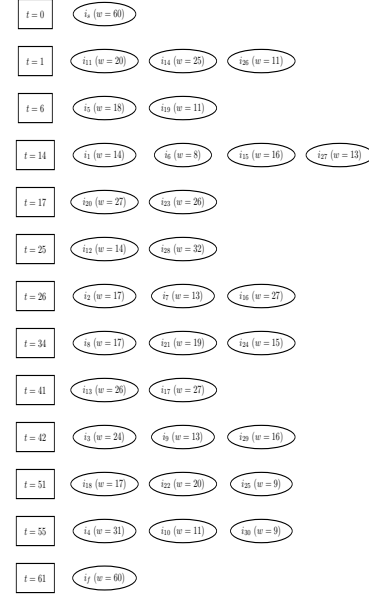 t = 0 i_s (w = 60)
t = 1 i_11 (w = 20) i_14 (w = 25) i_26 (w = 11)
t = 6 i_5 (w = 18) i_19 (w = 11)
t = 14 i_1 (w = 14) i_6 (w = 8) i_15 (w = 16) i_27 (w = 13)
t = 17 i_20 (w = 27) i_23 (w = 26)
t = 25 i_12 (w = 14) i_28 (w = 32)
t = 26 i_2 (w = 17) i_7 (w = 13) i_16 (w = 27)
t = 34 i_8 (w = 17) i_21 (w = 19) i_24 (w = 15)
t = 41 i_13 (w = 26) i_17 (w = 27)
t = 42 i_3 (w = 24) i_9 (w = 13) i_29 (w = 16)
t = 51 i_18 (w = 17) i_22 (w = 20) i_25 (w = 9)
t = 55 i_4 (w = 31) i_10 (w = 11) i_30 (w = 9)
t = 61 i_f (w = 60)